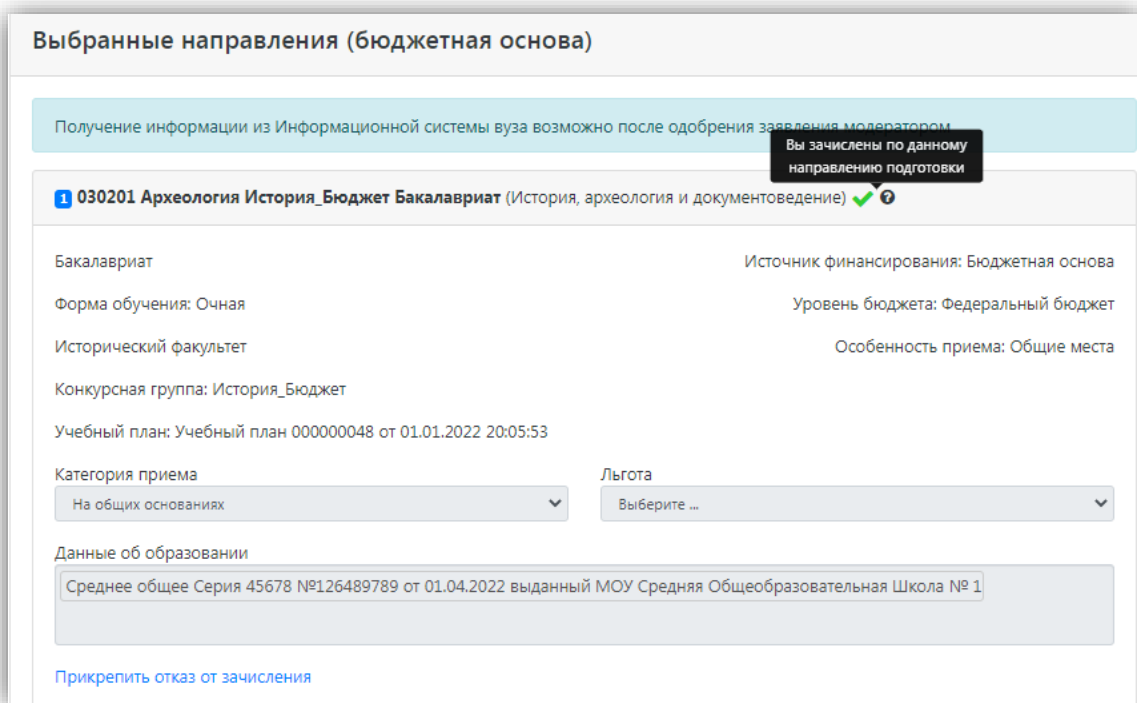 Выбранные направления (бюджетная основа)
Получение информации из Информационной системы вуза возможно после одобрения заявления модератором
Вы зачислены по данному
направлению подготовки
1 030201 Археология История_Бюджет Бакалавриат (История, археология и документоведение)
Бакалавриат
Источник финансирования: Бюджетная основа
Форма обучения: Очная
Уровень бюджета: Федеральный бюджет
Исторический факультет
Особенность приема: Общие места
Конкурсная группа: История_Бюджет
Учебный план: Учебный план 000000048 от 01.01.2022 20:05:53
Категория приема
Льгота
На общих основаниях
Выберите ...
Данные об образовании
Среднее общее Серия 45678 №126489789 от 01.04.2022 выданный МОУ Средняя Общеобразовательная Школа № 1
Прикрепить отказ от зачисления